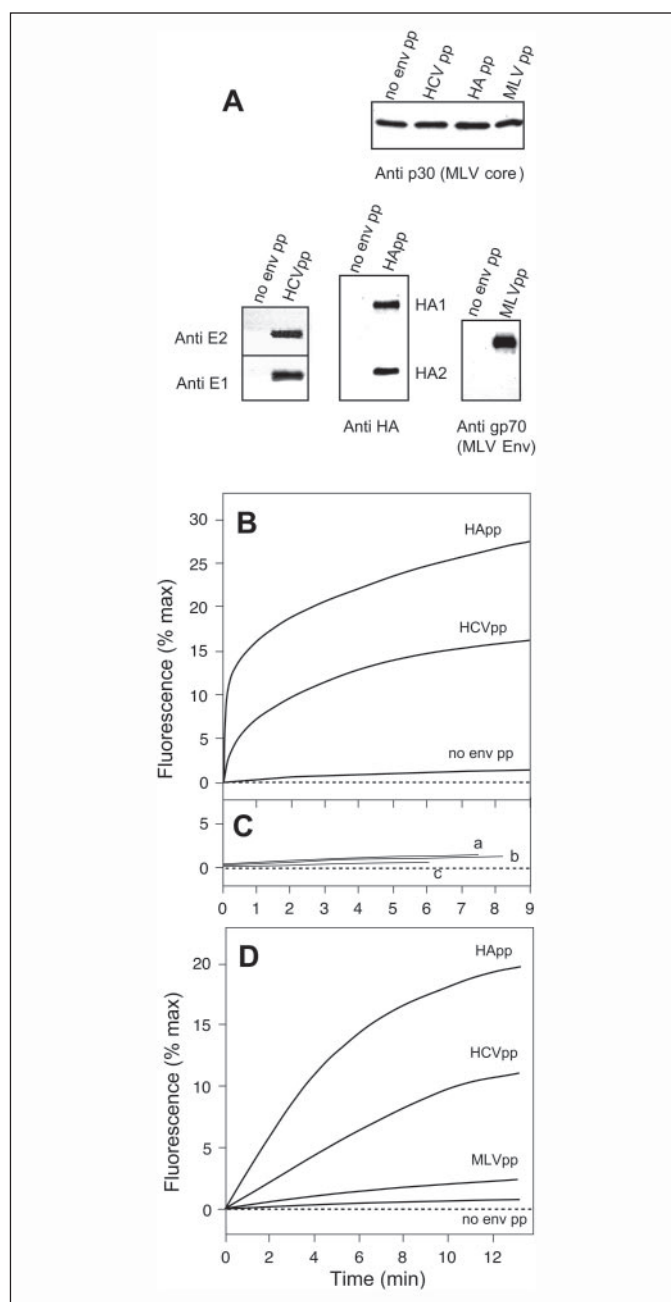 A
no env pp
HCV pp
HA pp
MLV pp
Anti p30 (MLV core)
no env pp
HCVpp
Anti E2
Anti E1
no env pp
HApp
HA1
HA2
Anti HA
no env pp
MLVpp
Anti gp70
(MLV Env)
B
Fluorescence (% max)
30
25
20
15
10
5
0
HApp
HCVpp
no env pp
C
5
0
a
b
c
0 1 2 3 4 5 6 7 8 9
D
Fluorescence (% max)
20
15
10
5
0
HApp
HCVpp
MLVpp
no env pp
0 2 4 6 8 10 12
Time (min)